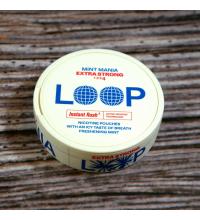 MINT MANIA
EXTRA STRONG
LOOP
Instant Rush™
NICOTINE POUCHES
WITH AN ICY TASTE OF BREATH
FRESHENING MINT
EXTRA STRONG
LOOP